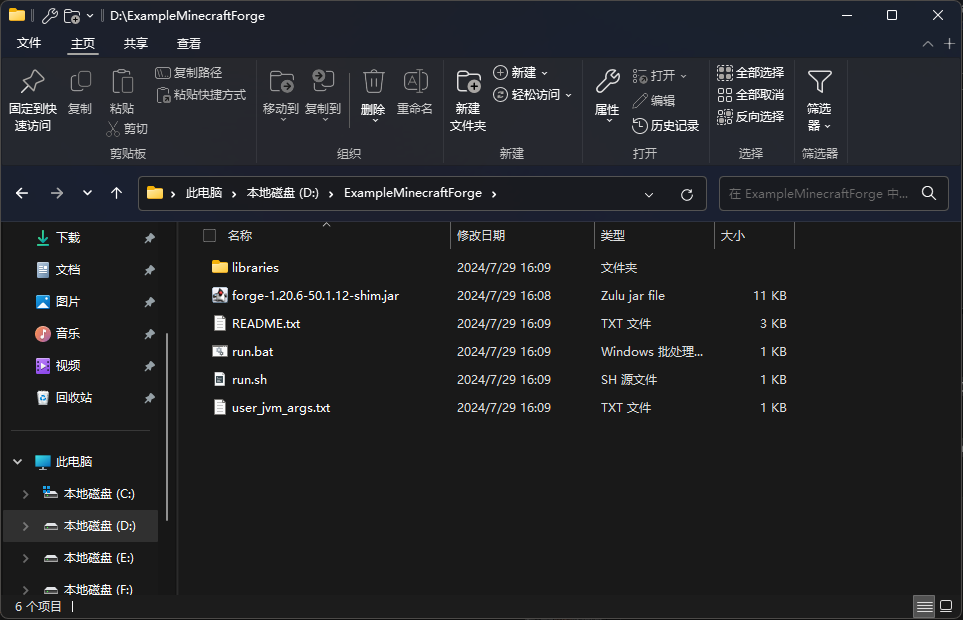 D:\ExampleMinecraftForge
文件 主页 共享 查看
固定到快速访问
复制
粘贴
复制路径
粘贴快捷方式
剪切
剪贴板
移动到
复制到
删除
重命名
组织
新建文件夹
新建
轻松访问
新建
属性
打开
编辑
历史记录
打开
全部选择
全部取消
反向选择
选择
筛选器
筛选器
此电脑 本地磁盘 (D:) ExampleMinecraftForge
在 ExampleMinecraftForge 中...
下载
文档
图片
音乐
视频
回收站
此电脑
本地磁盘 (C:)
本地磁盘 (D:)
本地磁盘 (E:)
本地磁盘 (F:)
名称 修改日期 类型 大小
libraries 2024/7/29 16:09 文件夹
forge-1.20.6-50.1.12-shim.jar 2024/7/29 16:08 Zulu jar file 11 KB
README.txt 2024/7/29 16:09 TXT 文件 3 KB
run.bat 2024/7/29 16:09 Windows 批处理... 1 KB
run.sh 2024/7/29 16:09 SH 源文件 1 KB
user_jvm_args.txt 2024/7/29 16:09 TXT 文件 1 KB
6 个项目